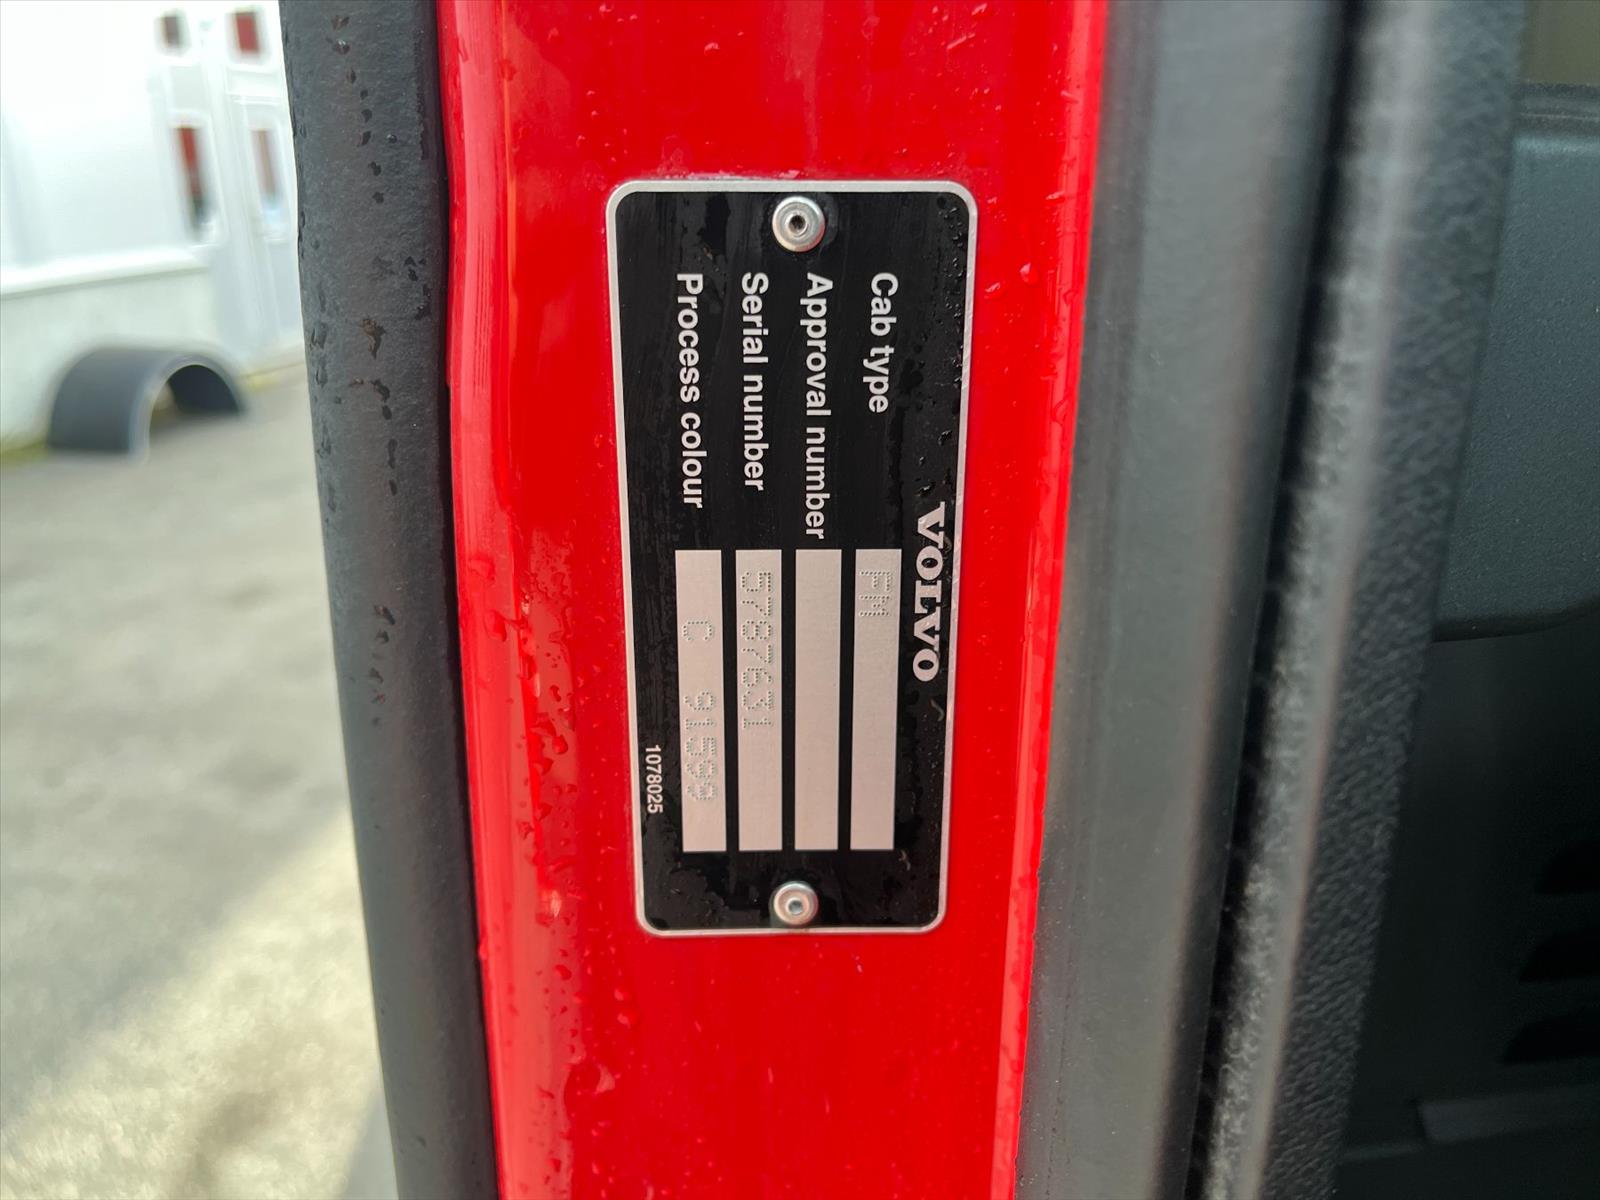 VOLVO
Cab type FM
Approval number
Serial number 5787631
Process colour C 91599
1078025